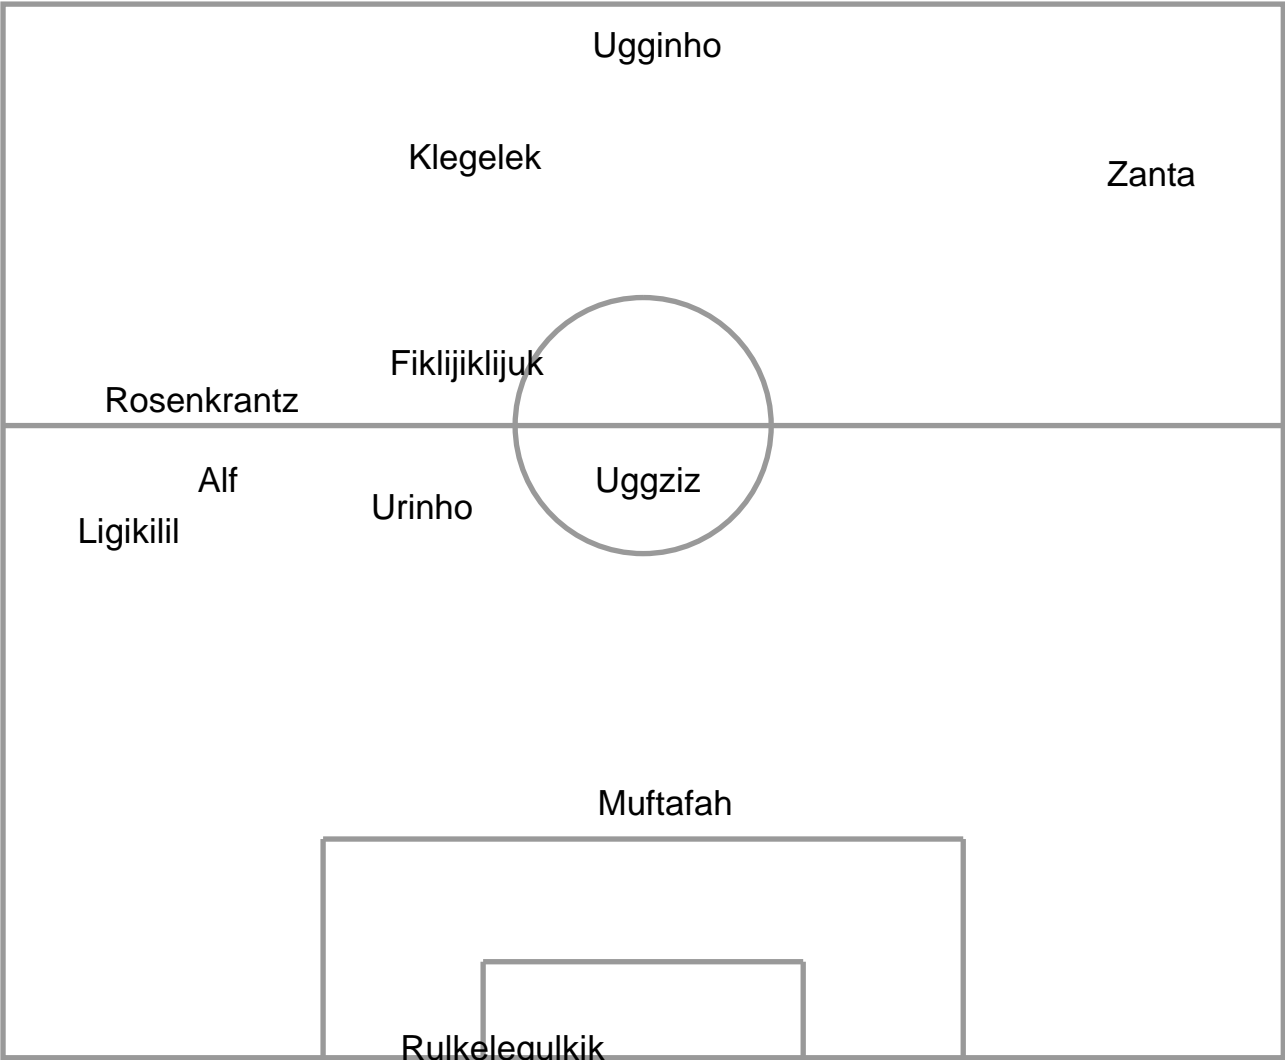 Ugginho
Klegelek
Zanta
Fiklijiklijuk
Rosenkrantz
Alf
Uggziz
Urinho
Ligikilil
Muftafah
Rulkelegulkik